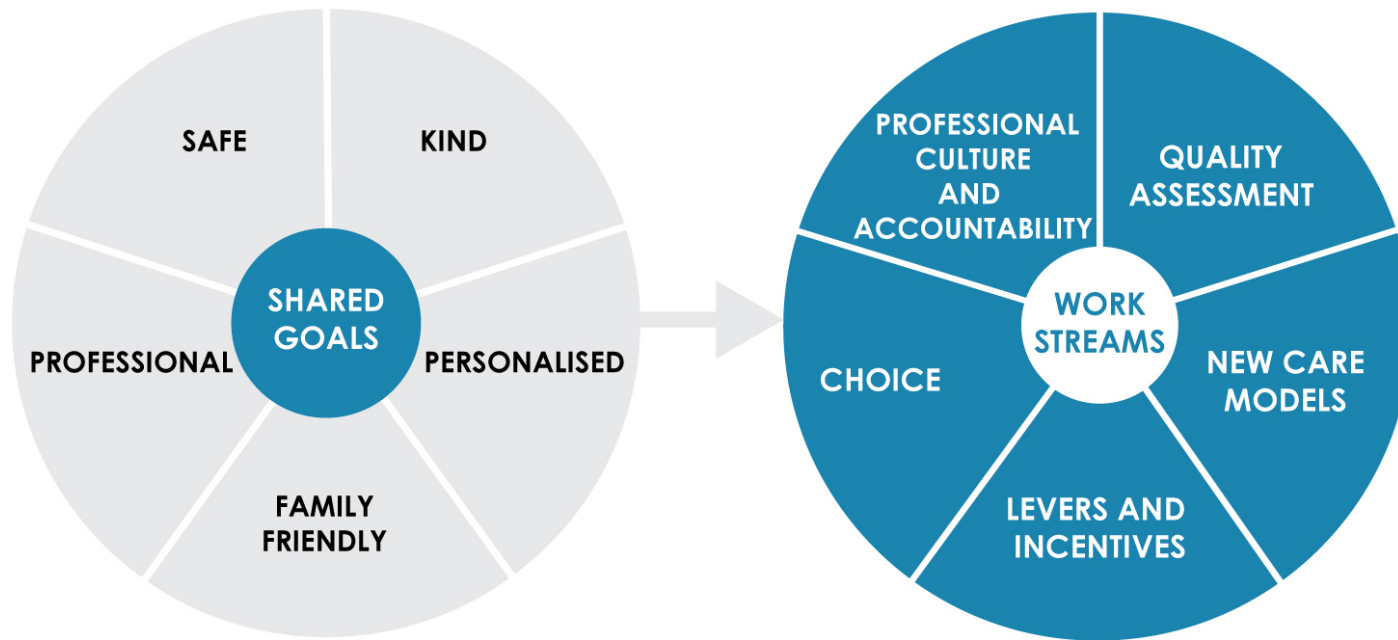 SAFE
KIND
SHARED
GOALS
PROFESSIONAL
PERSONALISED
FAMILY
FRIENDLY
PROFESSIONAL
CULTURE
AND
ACCOUNTABILITY
QUALITY
ASSESSMENT
WORK
STREAMS
CHOICE
NEW CARE
MODELS
LEVERS AND
INCENTIVES